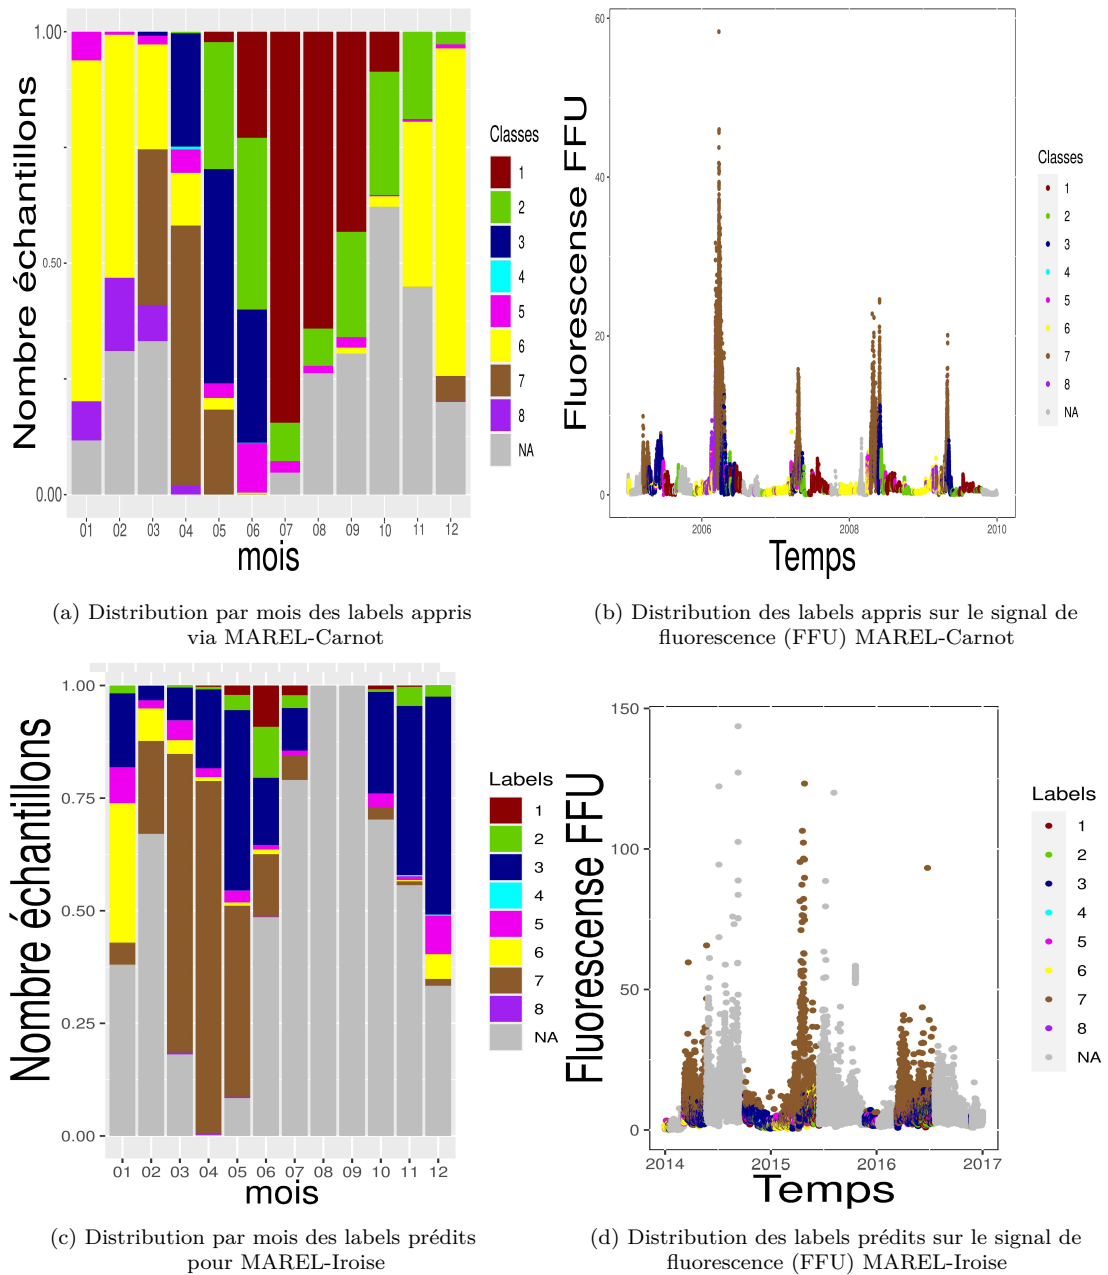 Nombre échantillons
1.00
0.50
0.00
01 02 03 04 05 06 07 08 09 10 11 12
mois
Classes
1
2
3
4
5
6
7
8
NA
(a) Distribution par mois des labels appris
via MAREL-Carnot
Fluorescense FFU
60
40
20
0
2006 2008 2010
Temps
Classes
1
2
3
4
5
6
7
8
NA
(b) Distribution des labels appris sur le signal de
fluorescence (FFU) MAREL-Carnot
Nombre échantillons
1.00
0.75
0.50
0.25
0.00
01 02 03 04 05 06 07 08 09 10 11 12
mois
Labels
1
2
3
4
5
6
7
8
NA
(c) Distribution par mois des labels prédits
pour MAREL-Iroise
Fluorescense FFU
150
100
50
0
2014 2015 2016 2017
Temps
Labels
1
2
3
4
5
6
7
8
NA
(d) Distribution des labels prédits sur le signal de
fluorescence (FFU) MAREL-Iroise